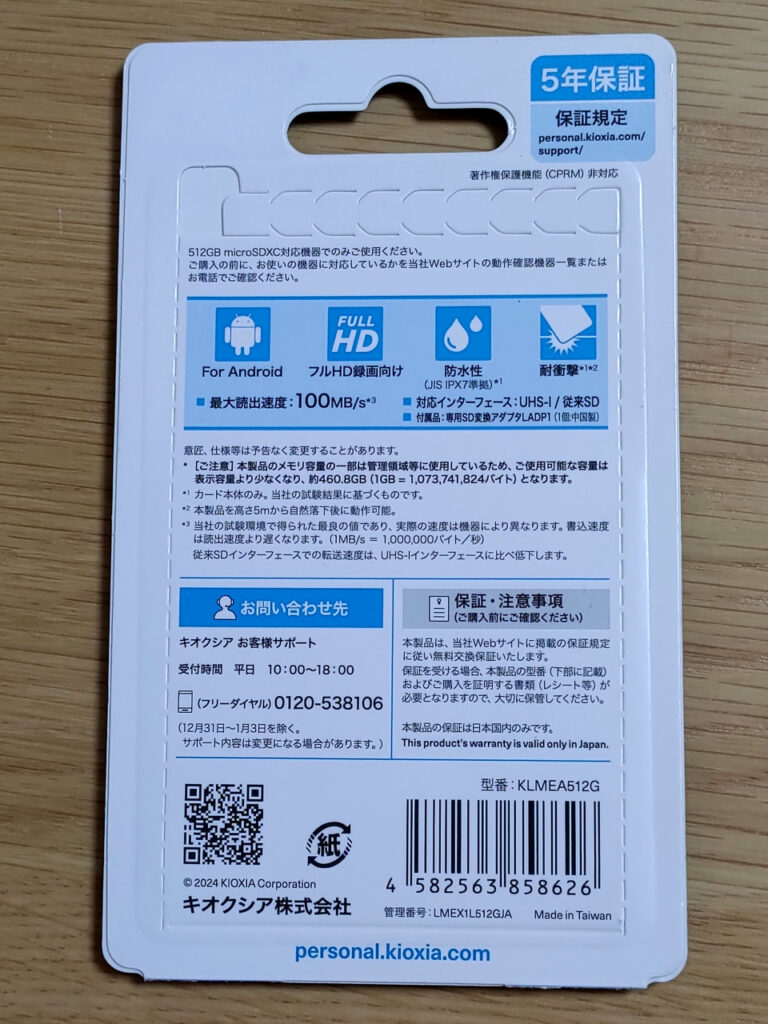 5年保証
保証規定
personal.kioxia.com/
support/
著作権保護機能（CPRM）非対応
512GB microSDXC対応機器でのみご使用ください。
ご購入の前に、お使いの機器に対応しているかを当社Webサイトの動作確認機器一覧または
お電話でご確認ください。
For Android
FULL
HD
フルHD録画向け
防水性
（JIS IPX7準拠）*1
耐衝撃*1*2
■ 最大読出速度：100MB/s*3
■ 対応インターフェース：UHS-I / 従来SD
■ 付属品：専用SD変換アダプタLADP1（1個：中国製）
意匠、仕様等は予告なく変更することがあります。
* ［ご注意］本製品のメモリ容量の一部は管理領域等に使用しているため、ご使用可能な容量は
表示容量より少なくなり、約460.8GB（1GB = 1,073,741,824バイト）となります。
*1 カード本体のみ。当社の試験結果に基づくものです。
*2 本製品を高さ5mから自然落下後に動作可能。
*3 当社の試験環境で得られた最良の値であり、実際の速度は機器により異なります。書込速度
は読出速度より遅くなります。（1MB/s = 1,000,000バイト／秒）
従来SDインターフェースでの転送速度は、UHS-Iインターフェースに比べ低下します。
お問い合わせ先
キオクシア お客様サポート
受付時間 平日 10：00～18：00
（フリーダイヤル）0120-538106
（12月31日～1月3日を除く。
サポート内容は変更になる場合があります。）
保証・注意事項
（ご購入前にご確認ください）
本製品は、当社Webサイトに掲載の保証規定
に従い無料交換保証いたします。
保証を受ける場合、本製品の型番（下部に記載）
およびご購入を証明する書類（レシート等）が
必要となりますので、大切に保管してください。
本製品の保証は日本国内のみです。
This product's warranty is valid only in Japan.
型番：KLMEA512G
紙
4 582563 858626
© 2024 KIOXIA Corporation
キオクシア株式会社
管理番号：LMEX1L512GJA
Made in Taiwan
personal.kioxia.com